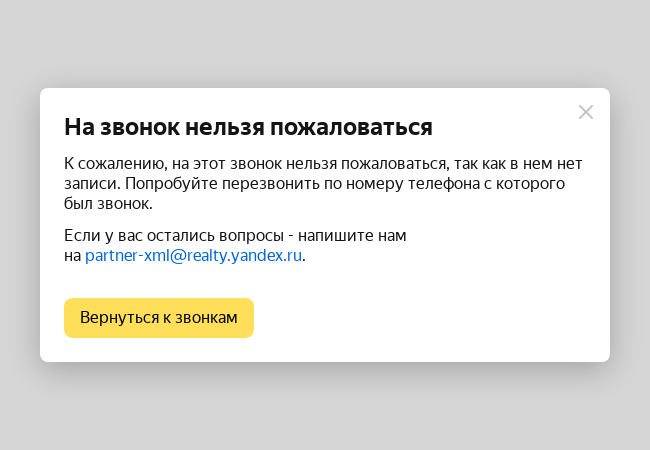 На звонок нельзя пожаловаться
К сожалению, на этот звонок нельзя пожаловаться, так как в нем нет
записи. Попробуйте перезвонить по номеру телефона с которого
был звонок.
Если у вас остались вопросы - напишите нам
на partner-xml@realty.yandex.ru.
Вернуться к звонкам